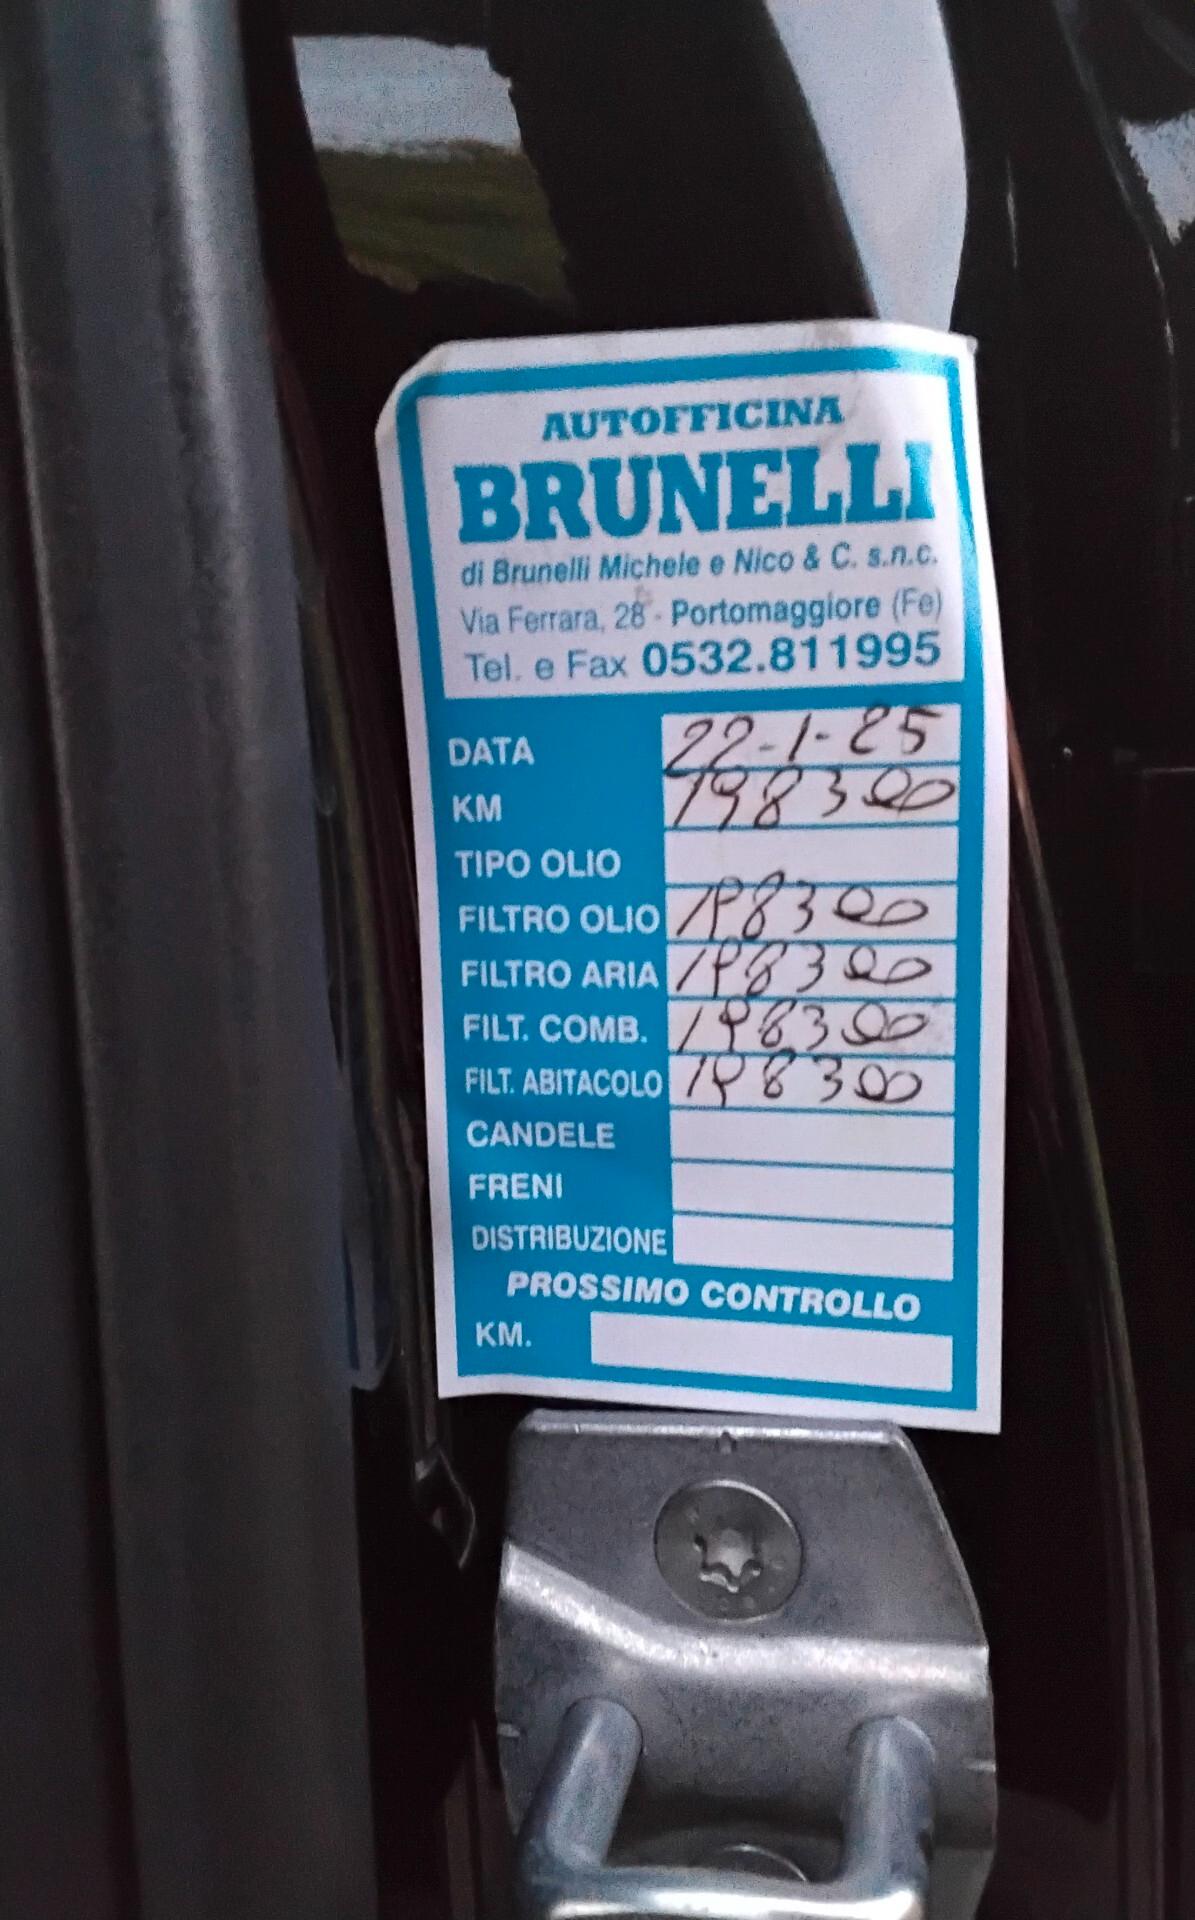 AUTOFFICINA
BRUNELLI
di Brunelli Michele e Nico & C. s.n.c.
Via Ferrara, 28 - Portomaggiore (Fe)
Tel. e Fax 0532.811995
DATA 22-1-25
KM 198300
TIPO OLIO
FILTRO OLIO 198300
FILTRO ARIA 198300
FILT. COMB. 198300
FILT. ABITACOLO 198300
CANDELE
FRENI
DISTRIBUZIONE
PROSSIMO CONTROLLO
KM.